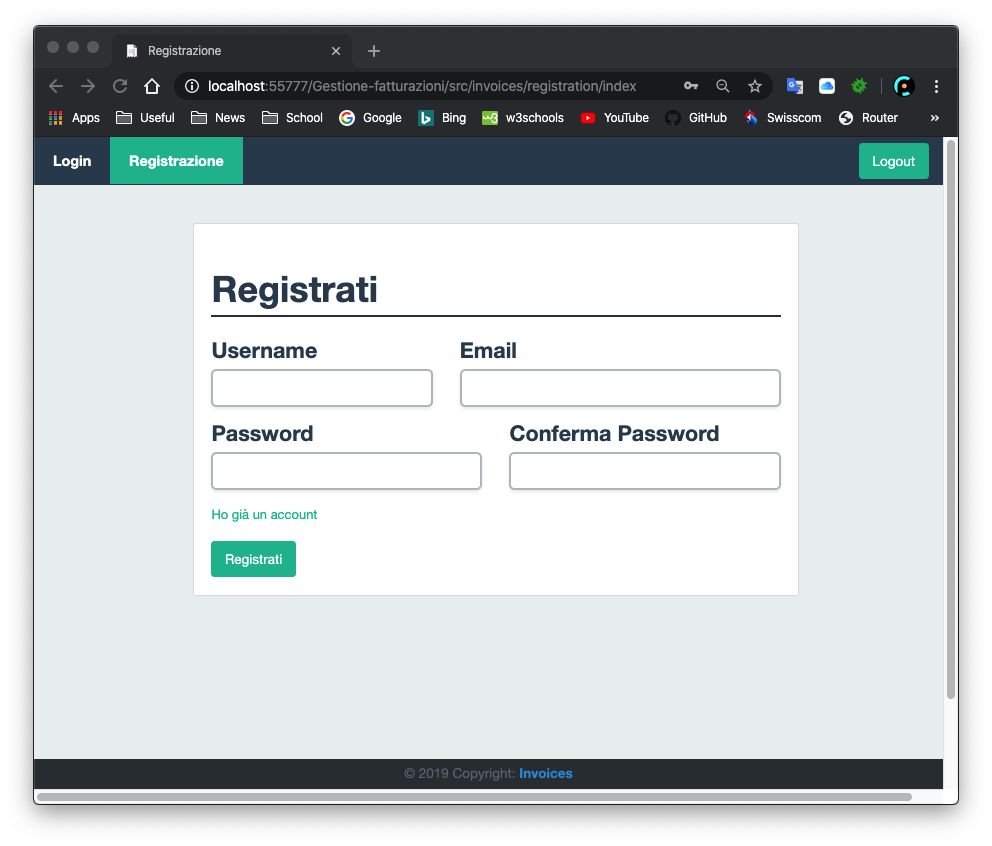 Registrazione
localhost:55777/Gestione-fatturazioni/src/invoices/registration/index
Apps Useful News School Google Bing w3schools YouTube GitHub Swisscom Router »
Login Registrazione Logout
Registrati
Username Email
Password Conferma Password
Ho già un account
Registrati
© 2019 Copyright: Invoices